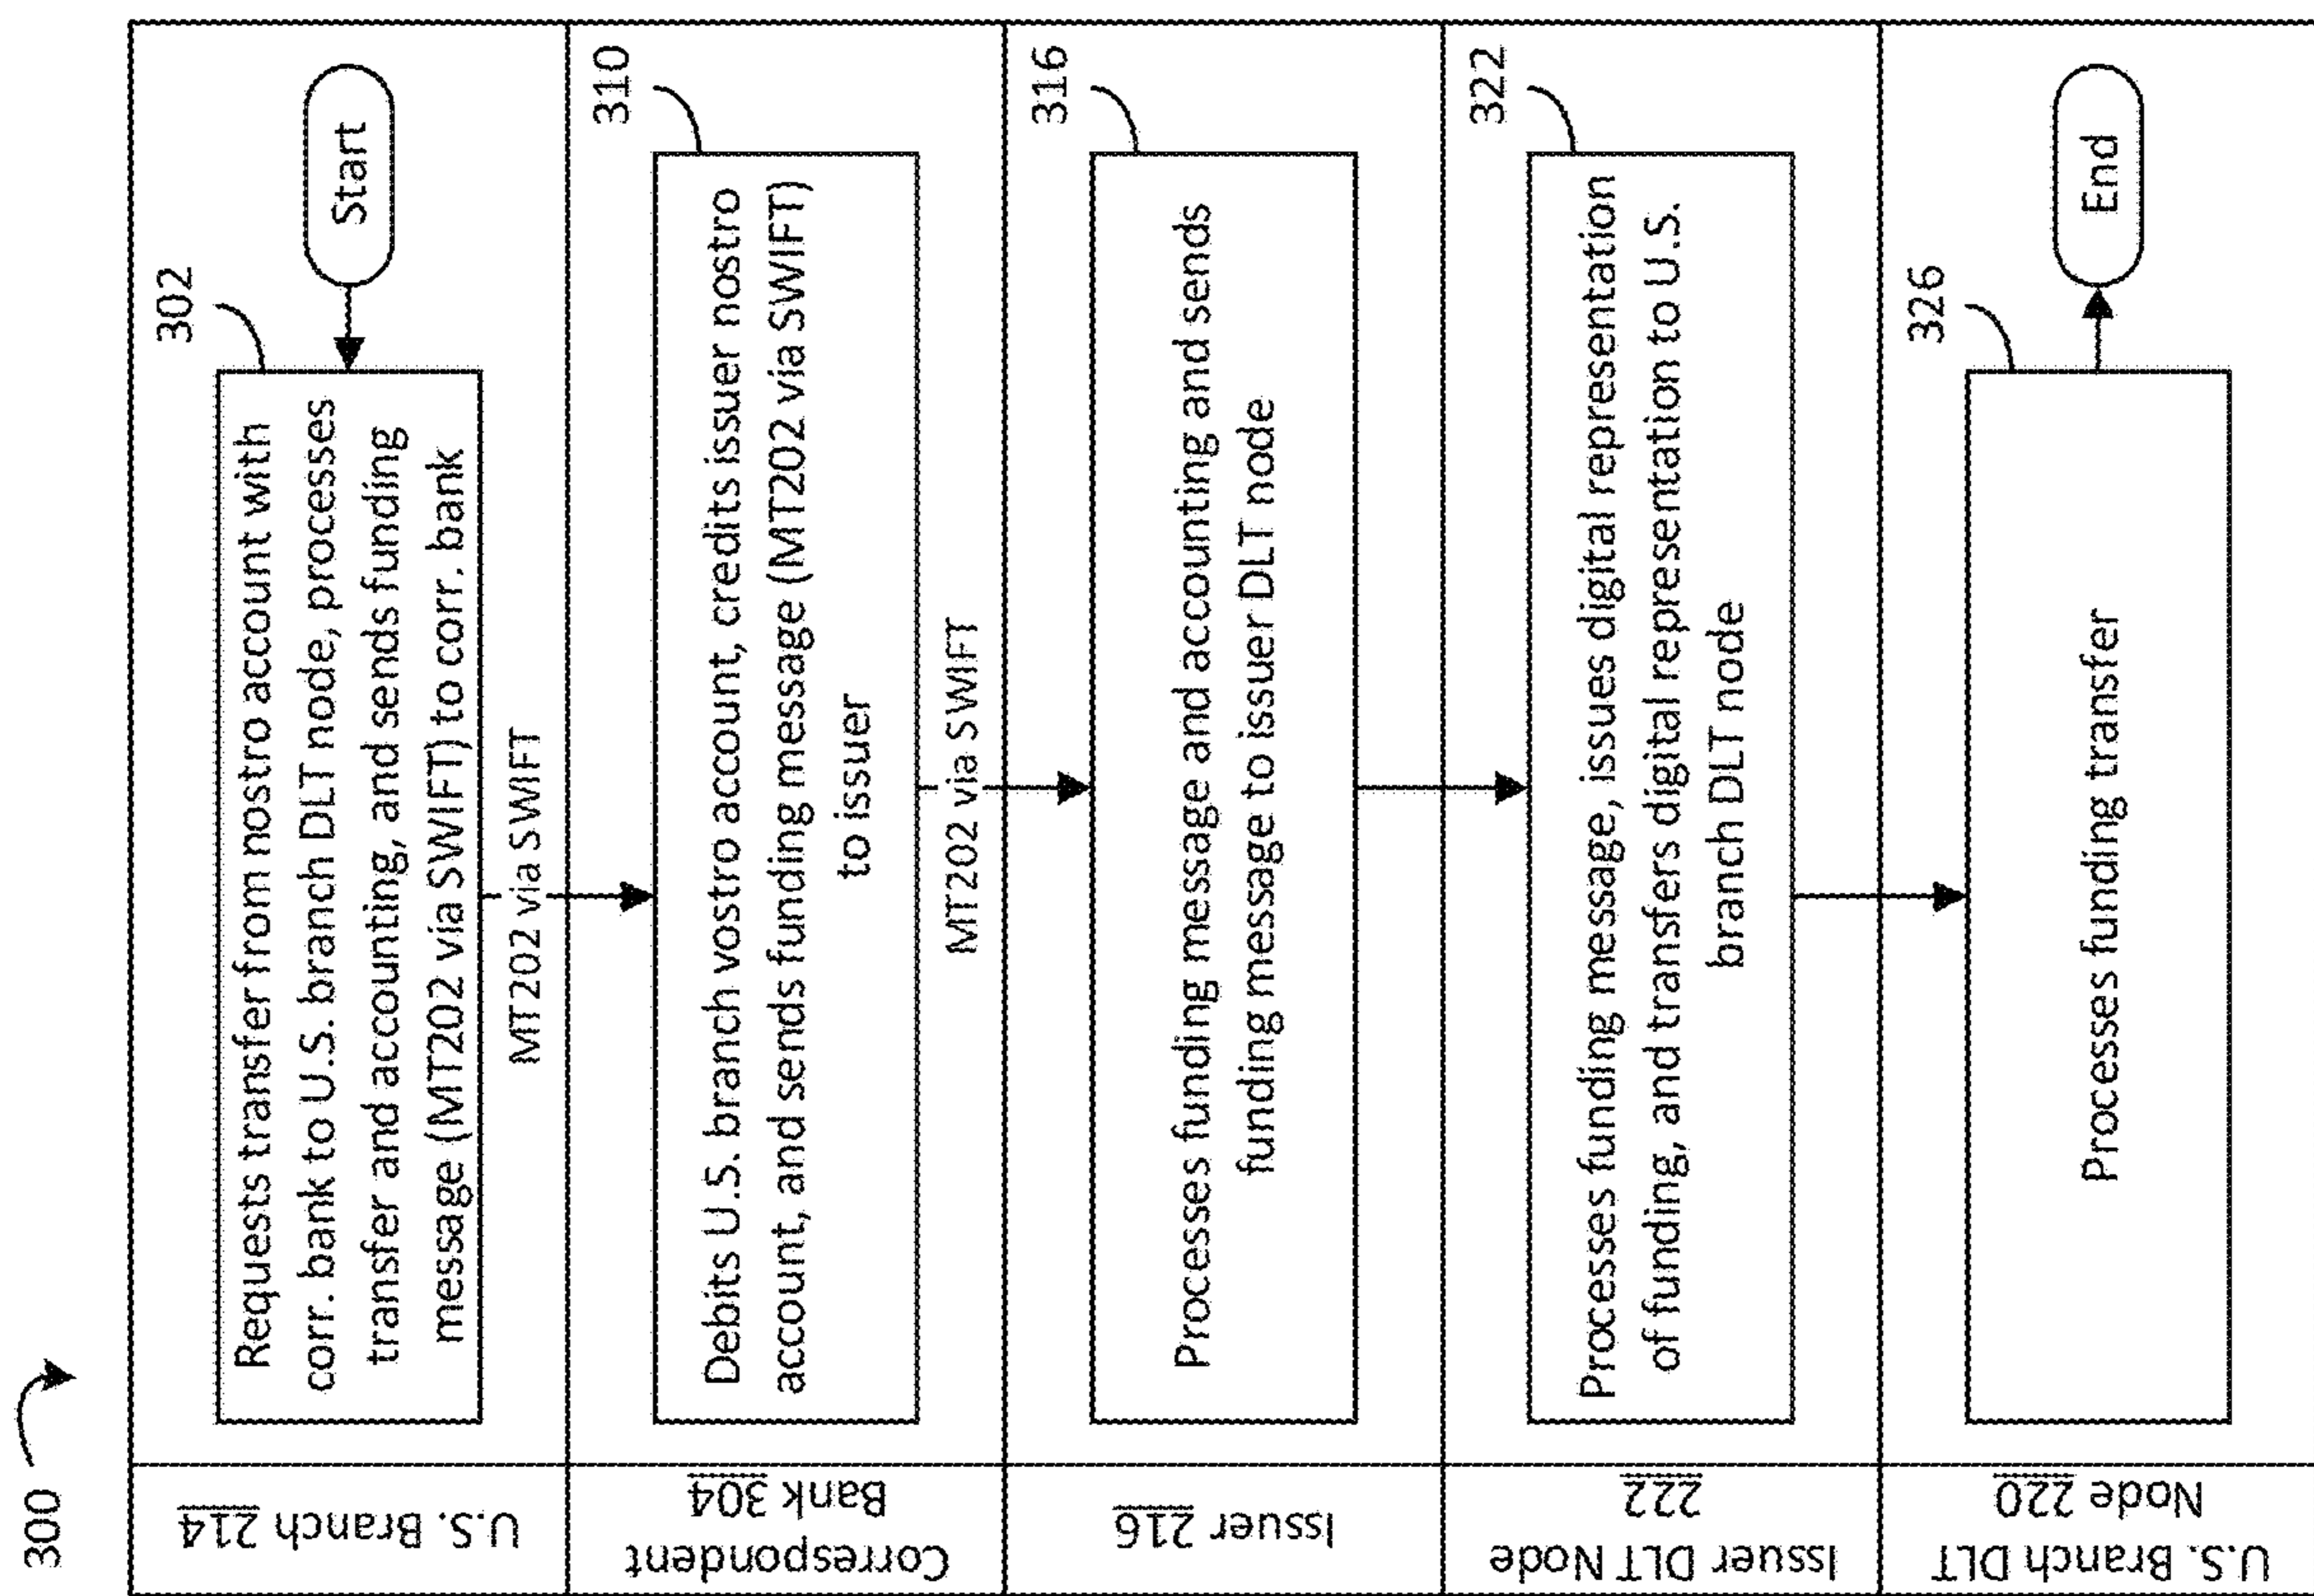 300
U.S. Branch 214
Start
302
Requests transfer from nostro account with
corr. bank to U.S. branch DLT node, processes
transfer and accounting, and sends funding
message (MT202 via SWIFT) to corr. bank
MT202 via SWIFT
Correspondent
Bank 304
310
Debits U.S. branch vostro account, credits issuer nostro
account, and sends funding message (MT202 via SWIFT)
to issuer
MT202 via SWIFT
Issuer 216
316
Processes funding message and accounting and sends
funding message to issuer DLT node
Issuer DLT Node
222
322
Processes funding message, issues digital representation
of funding, and transfers digital representation to U.S.
branch DLT node
U.S. Branch DLT
Node 220
326
Processes funding transfer
End